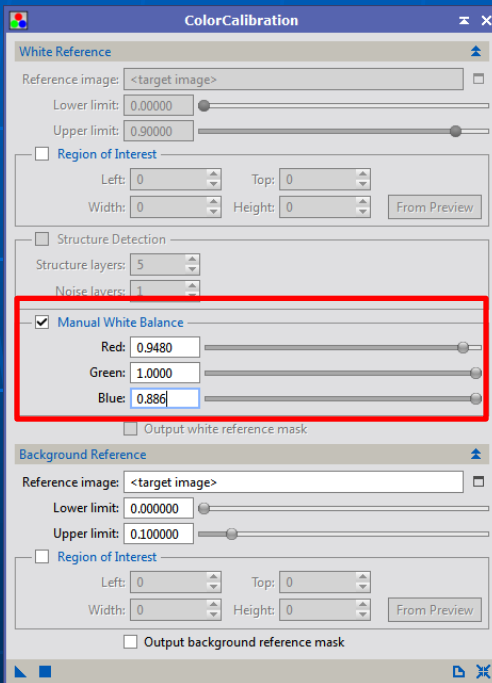 ColorCalibration
White Reference
Reference image: <target image>
Lower limit: 0.00000
Upper limit: 0.90000
Region of Interest
Left: 0 Top: 0
Width: 0 Height: 0 From Preview
Structure Detection
Structure layers: 5
Noise layers: 1
Manual White Balance
Red: 0.9480
Green: 1.0000
Blue: 0.886
Output white reference mask
Background Reference
Reference image: <target image>
Lower limit: 0.000000
Upper limit: 0.100000
Region of Interest
Left: 0 Top: 0
Width: 0 Height: 0 From Preview
Output background reference mask